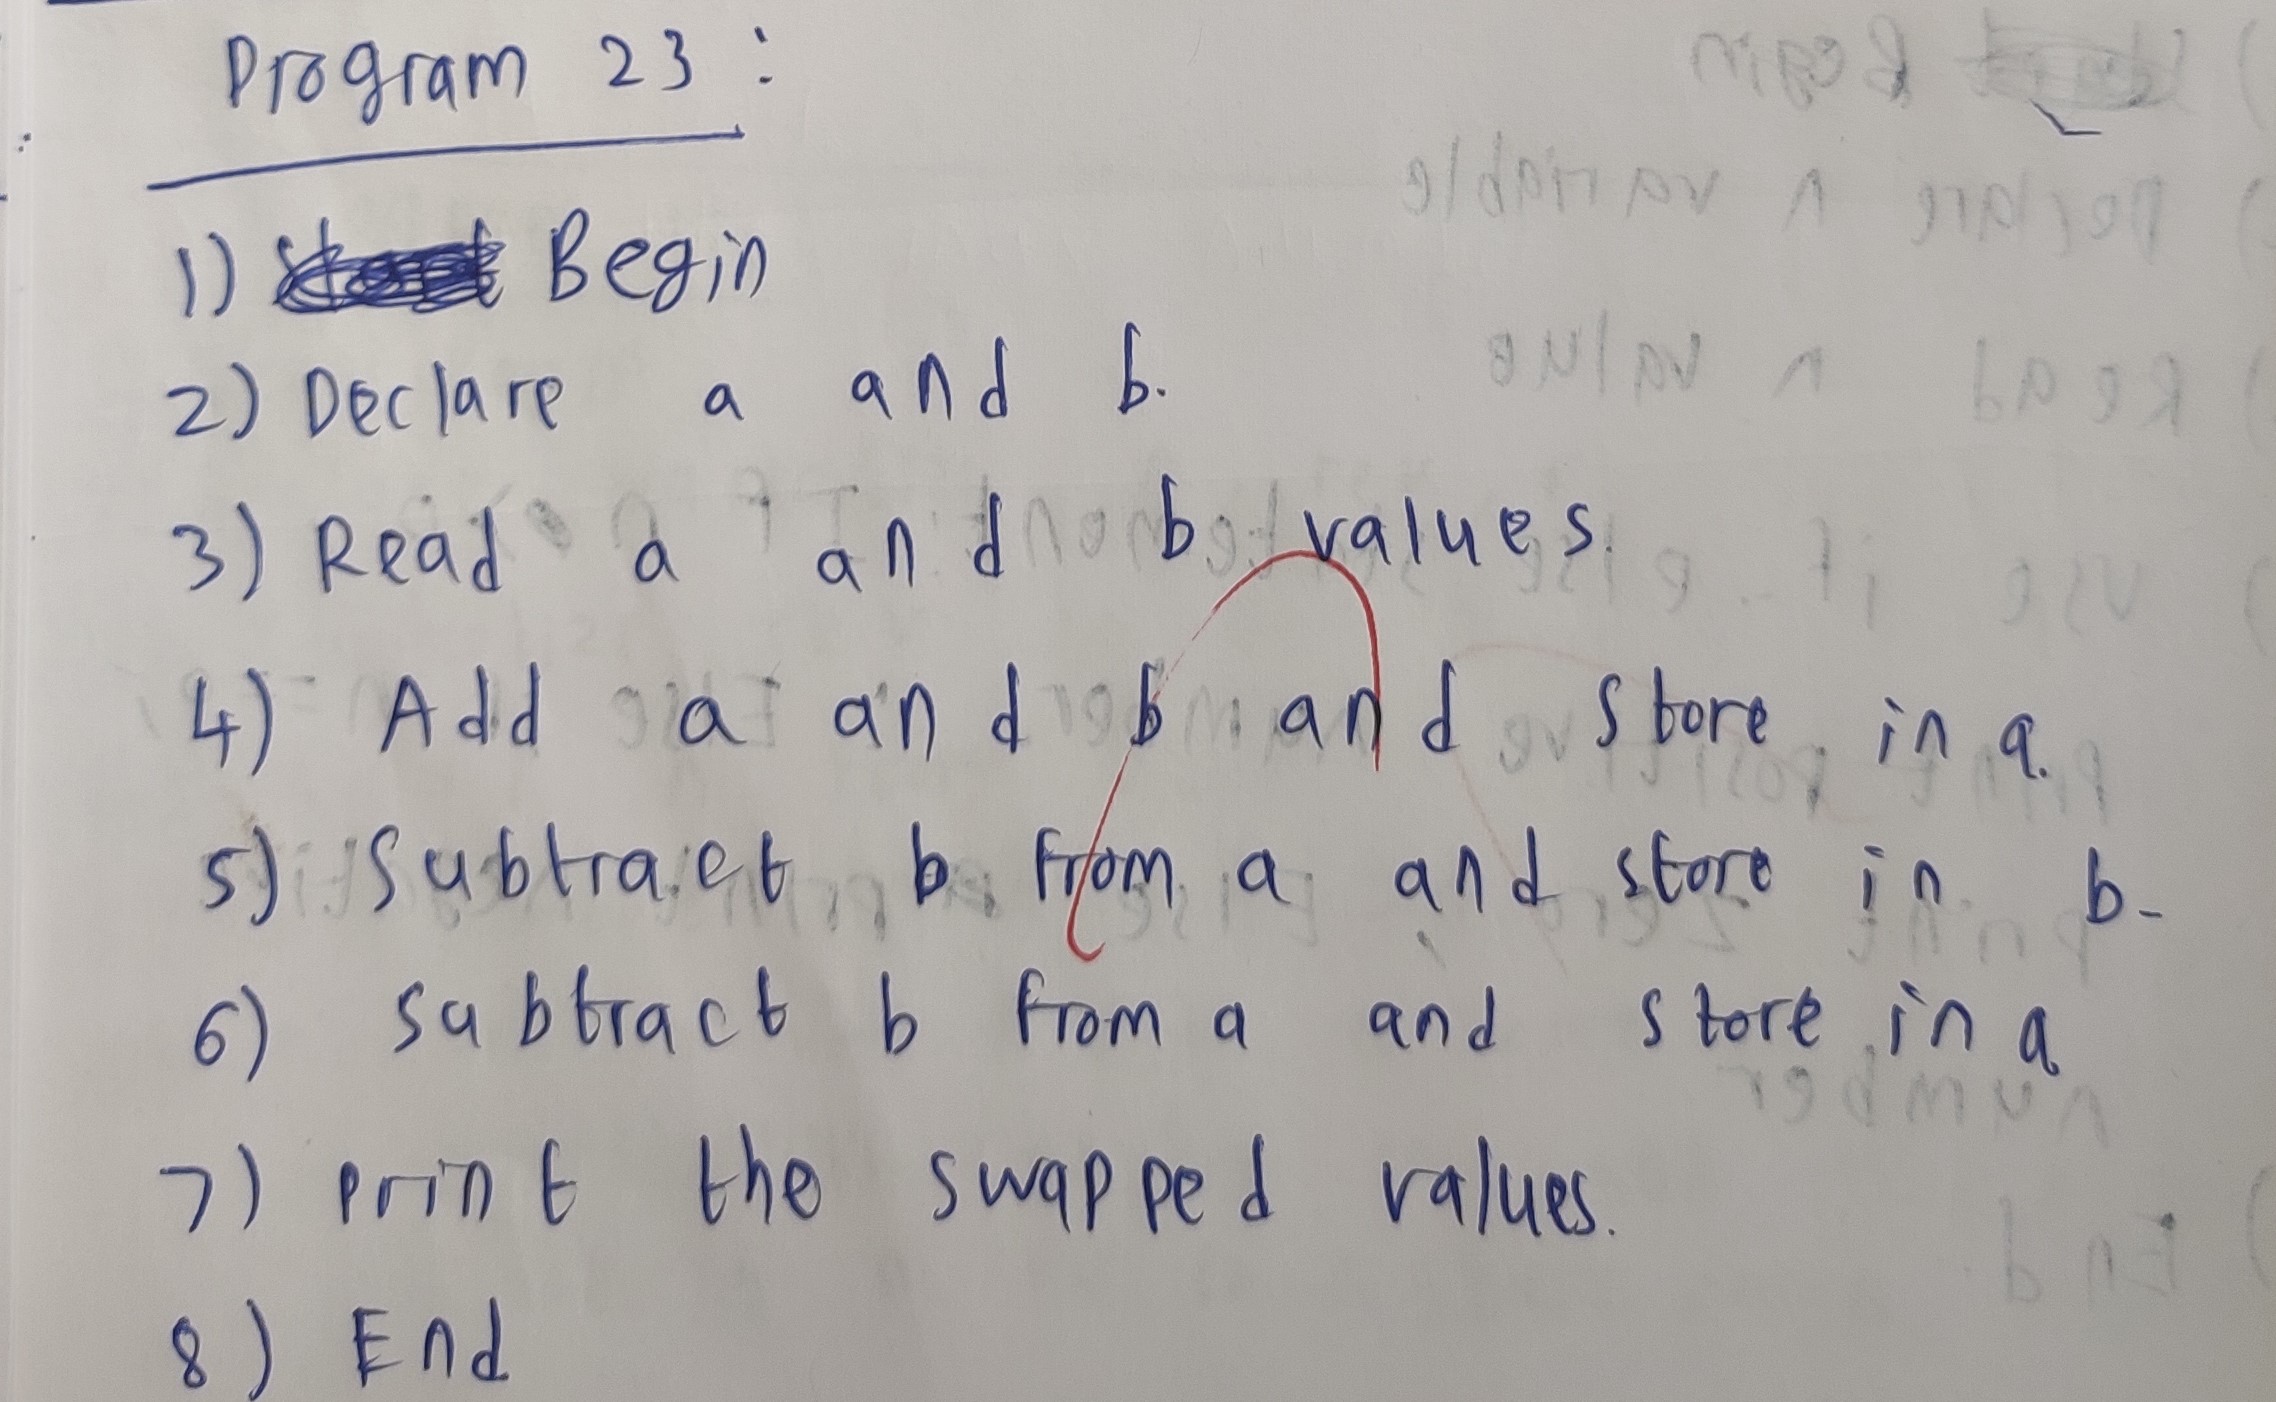 Program 23 :
1) Begin
2) Declare a and b.
3) Read a and b values.
4) Add a and b and store in a.
5) Subtract b from a and store in b.
6) subtract b from a and store in a
7) print the swapped values.
8) End